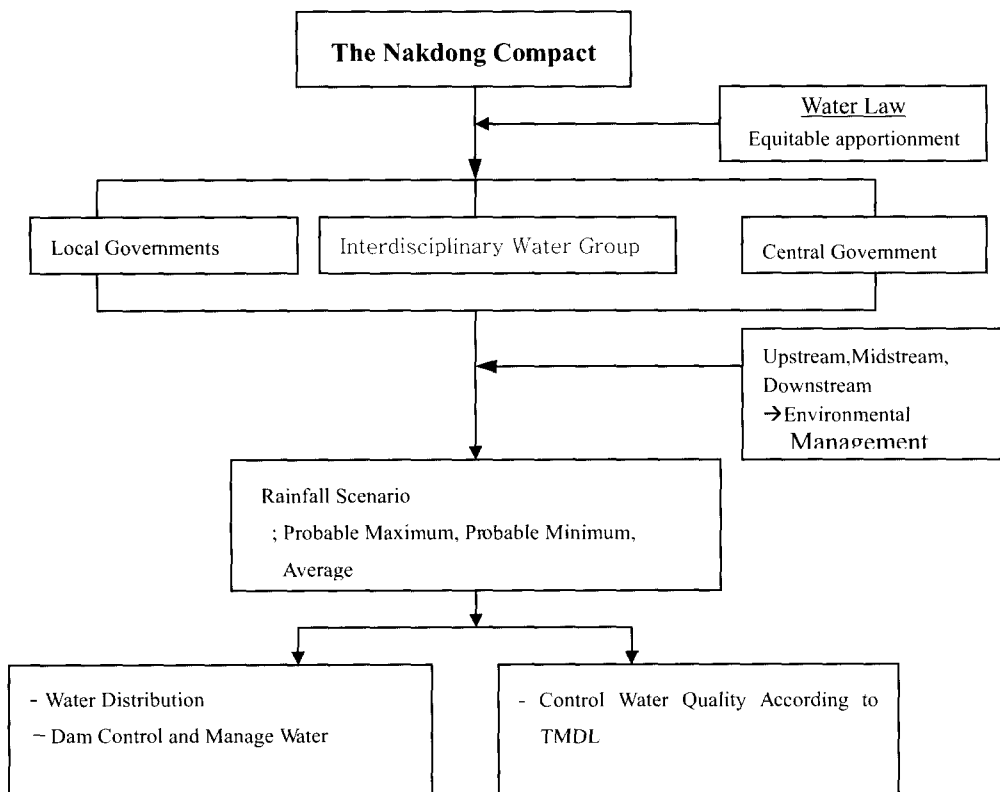 The Nakdong Compact
Water Law
Equitable apportionment
Local Governments
Interdisciplinary Water Group
Central Government
Upstream,Midstream,
Downstream
→Environmental
Management
Rainfall Scenario
; Probable Maximum, Probable Minimum,
Average
- Water Distribution
- Dam Control and Manage Water
- Control Water Quality According to
TMDL